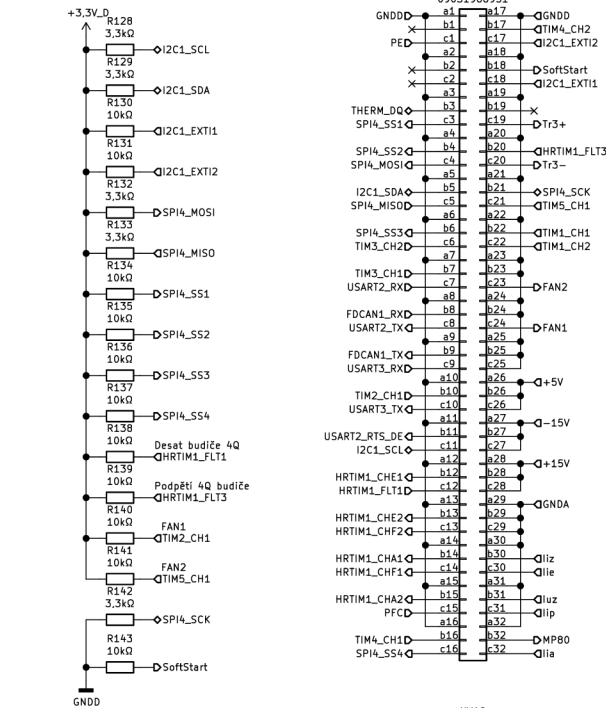 +3,3V_D
R128
3,3kΩ
I2C1_SCL
R129
3,3kΩ
I2C1_SDA
R130
10kΩ
I2C1_EXTI1
R131
10kΩ
I2C1_EXTI2
R132
3,3kΩ
SPI4_MOSI
R133
3,3kΩ
SPI4_MISO
R134
10kΩ
SPI4_SS1
R135
10kΩ
SPI4_SS2
R136
10kΩ
SPI4_SS3
R137
10kΩ
SPI4_SS4
R138
10kΩ
Desat budiče 4Q
HRTIM1_FLT1
R139
10kΩ
Podpětí 4Q budiče
HRTIM1_FLT3
R140
10kΩ
FAN1
TIM2_CH1
R141
10kΩ
FAN2
TIM5_CH1
R142
3,3kΩ
SPI4_SCK
R143
10kΩ
SoftStart
GNDD
GNDD a1 a17 GNDD
b1 b17 TIM4_CH2
PE c1 c17 I2C1_EXTI2
a2 a18
b2 b18 SoftStart
c2 c18 I2C1_EXTI1
a3 a19
THERM_DQ b3 b19
SPI4_SS1 c3 c19 Tr3+
a4 a20
SPI4_SS2 b4 b20 HRTIM1_FLT3
SPI4_MOSI c4 c20 Tr3-
a5 a21
I2C1_SDA b5 b21 SPI4_SCK
SPI4_MISO c5 c21 TIM5_CH1
a6 a22
SPI4_SS3 b6 b22 TIM1_CH1
TIM3_CH2 c6 c22 TIM1_CH2
a7 a23
TIM3_CH1 b7 b23
USART2_RX c7 c23 FAN2
a8 a24
FDCAN1_RX b8 b24
USART2_TX c8 c24 FAN1
a9 a25
FDCAN1_TX b9 b25
USART3_RX c9 c25
a10 a26 +5V
TIM2_CH1 b10 b26
USART3_TX c10 c26
a11 a27 -15V
USART2_RTS_DE b11 b27
I2C1_SCL c11 c27
a12 a28 +15V
HRTIM1_CHE1 b12 b28
HRTIM1_FLT1 c12 c28
a13 a29 GNDA
HRTIM1_CHE2 b13 b29
HRTIM1_CHF2 c13 c29
a14 a30
HRTIM1_CHA1 b14 b30 Iiz
HRTIM1_CHF1 c14 c30 Iie
a15 a31
HRTIM1_CHA2 b15 b31 Iuz
PFC c15 c31 Iip
a16 a32
TIM4_CH1 b16 b32 MP80
SPI4_SS4 c16 c32 Iia